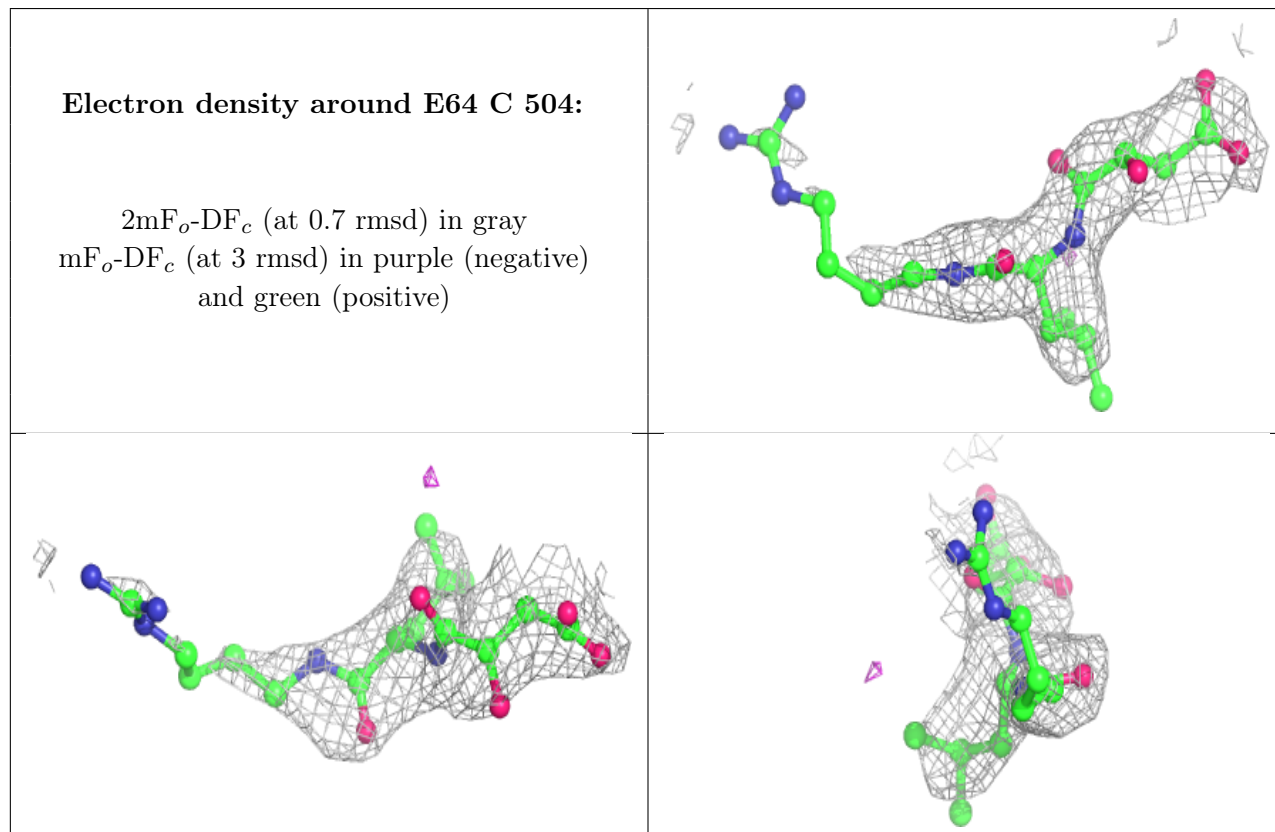 Electron density around E64 C 504:
2mFo-DFc (at 0.7 rmsd) in gray
mFo-DFc (at 3 rmsd) in purple (negative)
and green (positive)